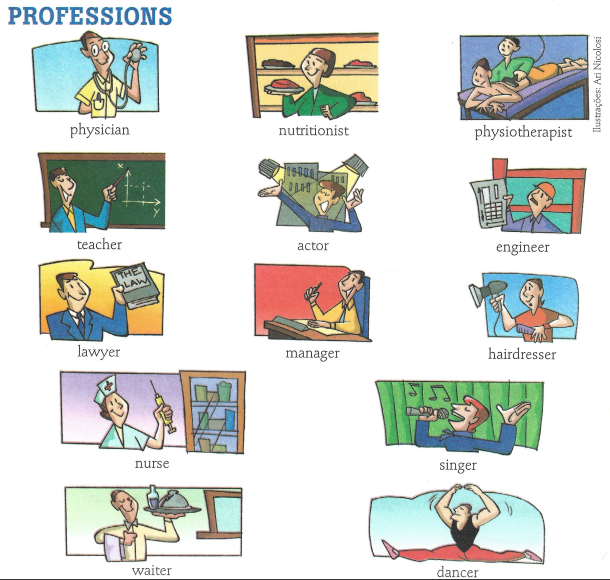 PROFESSIONS
Ilustrações: Ari Nicolosi
physician
nutritionist
physiotherapist
X
Y
teacher
actor
engineer
THE
LAW
lawyer
manager
hairdresser
nurse
singer
waiter
dancer